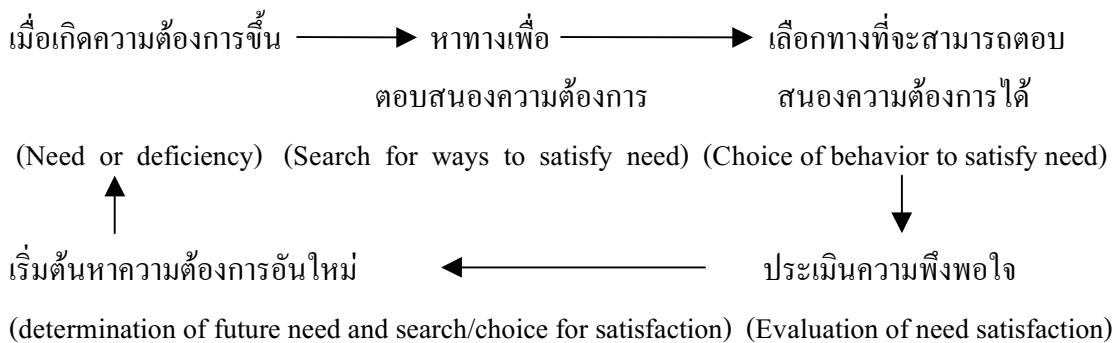 เมื่อเกิดความต้องการขึ้น หาทางเพื่อ เลือกทางที่จะสามารถตอบ
ตอบสนองความต้องการ สนองความต้องการได้
(Need or deficiency) (Search for ways to satisfy need) (Choice of behavior to satisfy need)
เริ่มต้นหาความต้องการอันใหม่ ประเมินความพึงพอใจ
(determination of future need and search/choice for satisfaction) (Evaluation of need satisfaction)